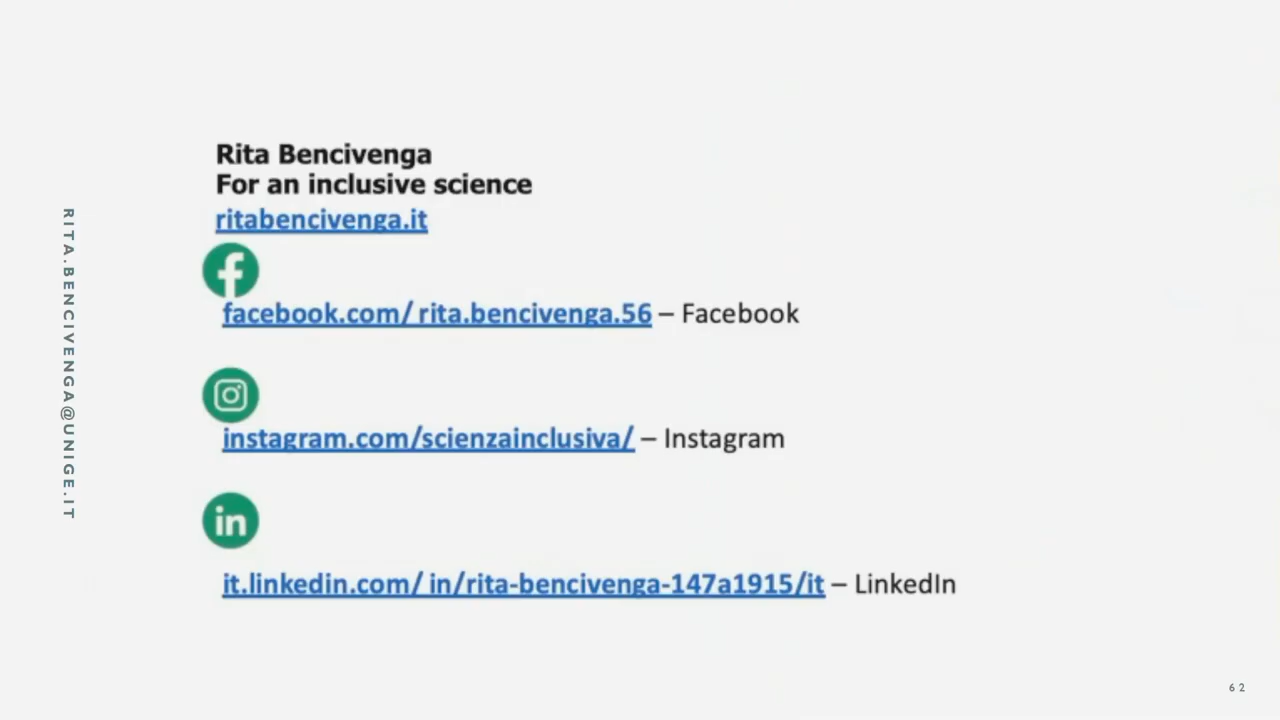 RITA.BENCIVENGA@UNIGE.IT
Rita Bencivenga
For an inclusive science
ritabencivenga.it
facebook.com/ rita.bencivenga.56 – Facebook
instagram.com/scienzainclusiva/ – Instagram
in
it.linkedin.com/ in/rita-bencivenga-147a1915/it – LinkedIn
62